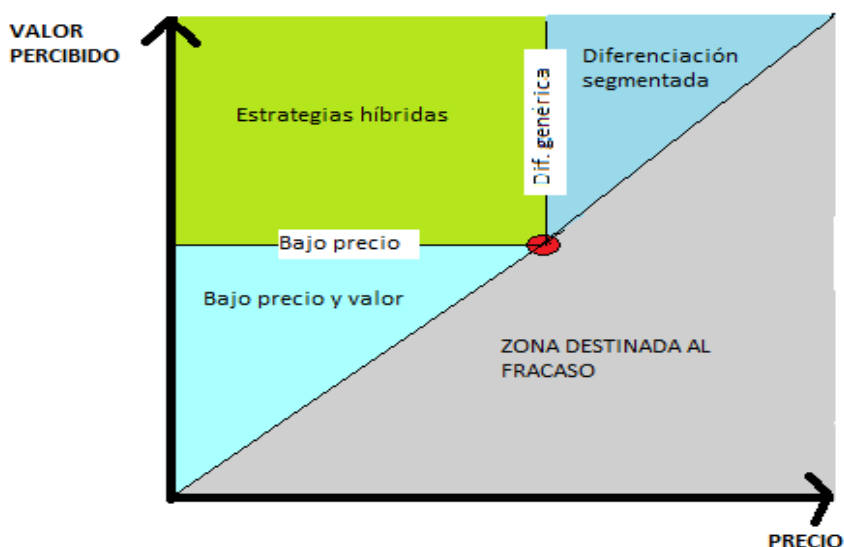 VALOR
PERCIBIDO
Diferenciación
segmentada
Estrategias híbridas
Dif. genérica
Bajo precio
Bajo precio y valor
ZONA DESTINADA AL
FRACASO
PRECIO